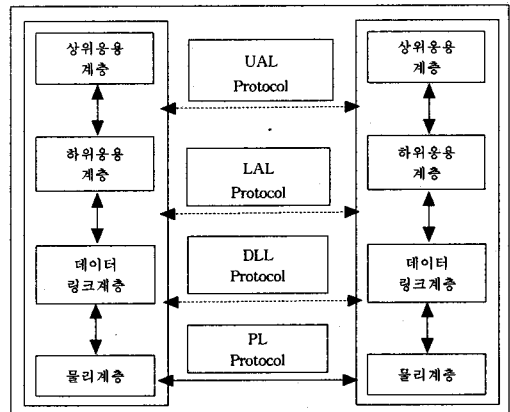 상위응용
계층
하위응용
계층
데이터
링크계층
물리계층
UAL
Protocol
LAL
Protocol
DLL
Protocol
PL
Protocol
상위응용
계층
하위응용
계층
데이터
링크계층
물리계층